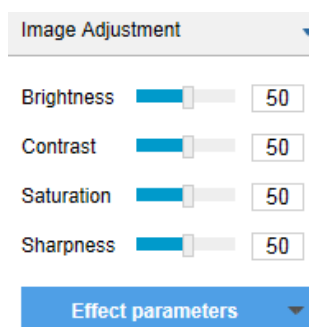 Image Adjustment
Brightness 50
Contrast 50
Saturation 50
Sharpness 50
Effect parameters